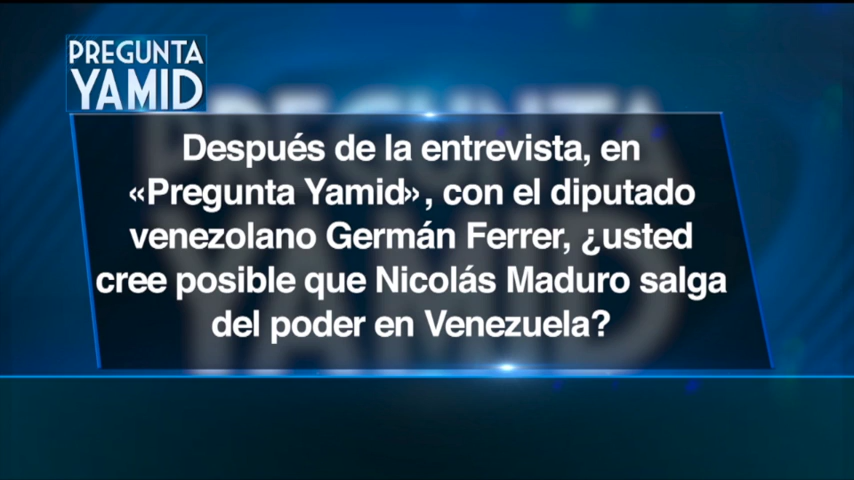 PREGUNTA
YAMID
Después de la entrevista, en
«Pregunta Yamid», con el diputado
venezolano Germán Ferrer, ¿usted
cree posible que Nicolás Maduro salga
del poder en Venezuela?